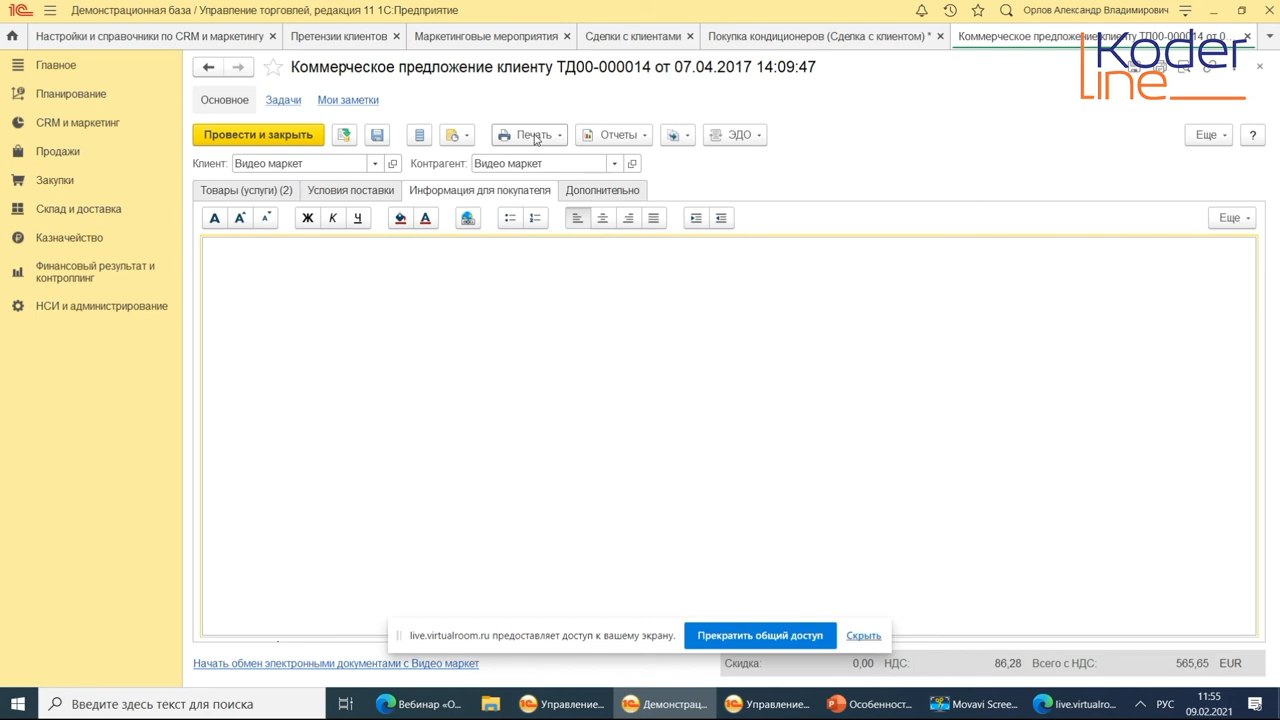 Демонстрационная база / Управление торговлей, редакция 11 1С:Предприятие
Орлов Александр Владимирович
Настройки и справочники по CRM и маркетингу
Претензии клиентов
Маркетинговые мероприятия
Сделки с клиентами
Покупка кондиционеров (Сделка с клиентом) *
Коммерческое предложение клиенту ТД00-000014 от 0...
Koder
line
Коммерческое предложение клиенту ТД00-000014 от 07.04.2017 14:09:47
Главное
Планирование
CRM и маркетинг
Продажи
Закупки
Склад и доставка
Казначейство
Финансовый результат и
контроллинг
НСИ и администрирование
Основное
Задачи
Мои заметки
Провести и закрыть
Печать
Отчеты
ЭДО
Еще
?
Клиент: Видео маркет
Контрагент: Видео маркет
Товары (услуги) (2)
Условия поставки
Информация для покупателя
Дополнительно
А А А Ж К Ч А
Еще
live.virtualroom.ru предоставляет доступ к вашему экрану.
Прекратить общий доступ
Скрыть
Начать обмен электронными документами с Видео маркет
Скидка: 0,00 НДС: 86,28 Всего с НДС: 565,65 EUR
Введите здесь текст для поиска
Вебинар «О...
Управление...
Демонстрац...
Управление...
Особенност...
Movavi Scree...
live.virtualro...
РУС
11:55
09.02.2021